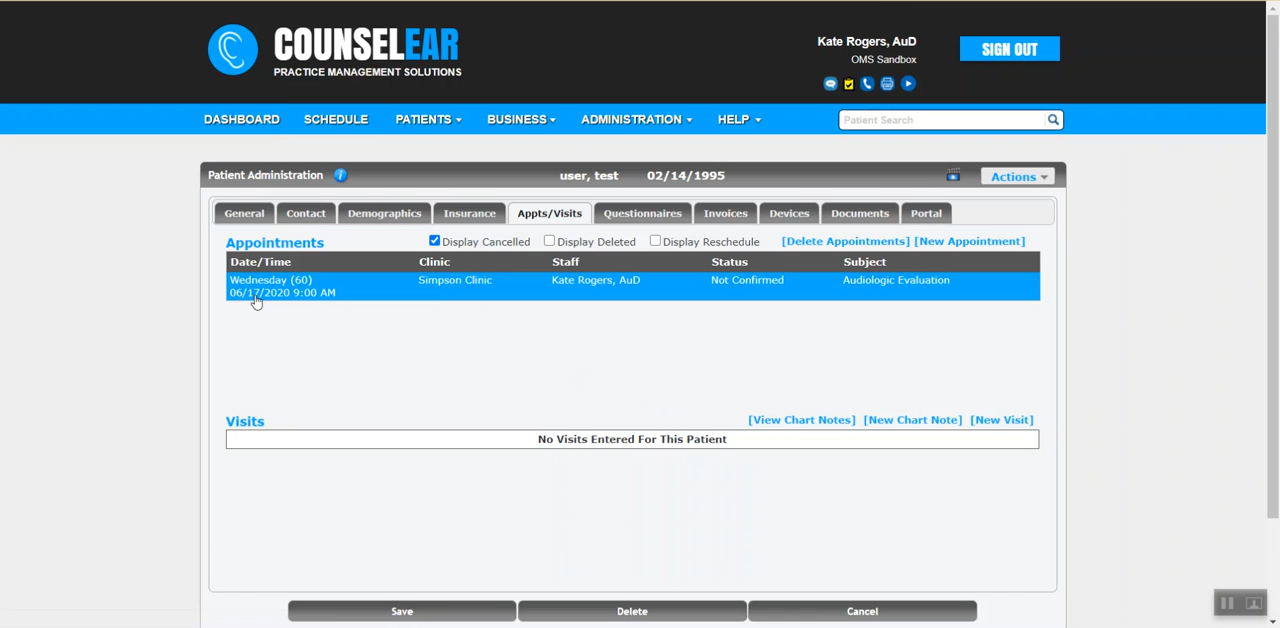 COUNSELEAR
PRACTICE MANAGEMENT SOLUTIONS
Kate Rogers, AuD
OMS Sandbox
SIGN OUT
DASHBOARD SCHEDULE PATIENTS BUSINESS ADMINISTRATION HELP Patient Search
Patient Administration user, test 02/14/1995 Actions
General Contact Demographics Insurance Appts/Visits Questionnaires Invoices Devices Documents Portal
Appointments Display Cancelled Display Deleted Display Reschedule [Delete Appointments] [New Appointment]
Date/Time Clinic Staff Status Subject
Wednesday (60) Simpson Clinic Kate Rogers, AuD Not Confirmed Audiologic Evaluation
06/17/2020 9:00 AM
Visits [View Chart Notes] [New Chart Note] [New Visit]
No Visits Entered For This Patient
Save Delete Cancel